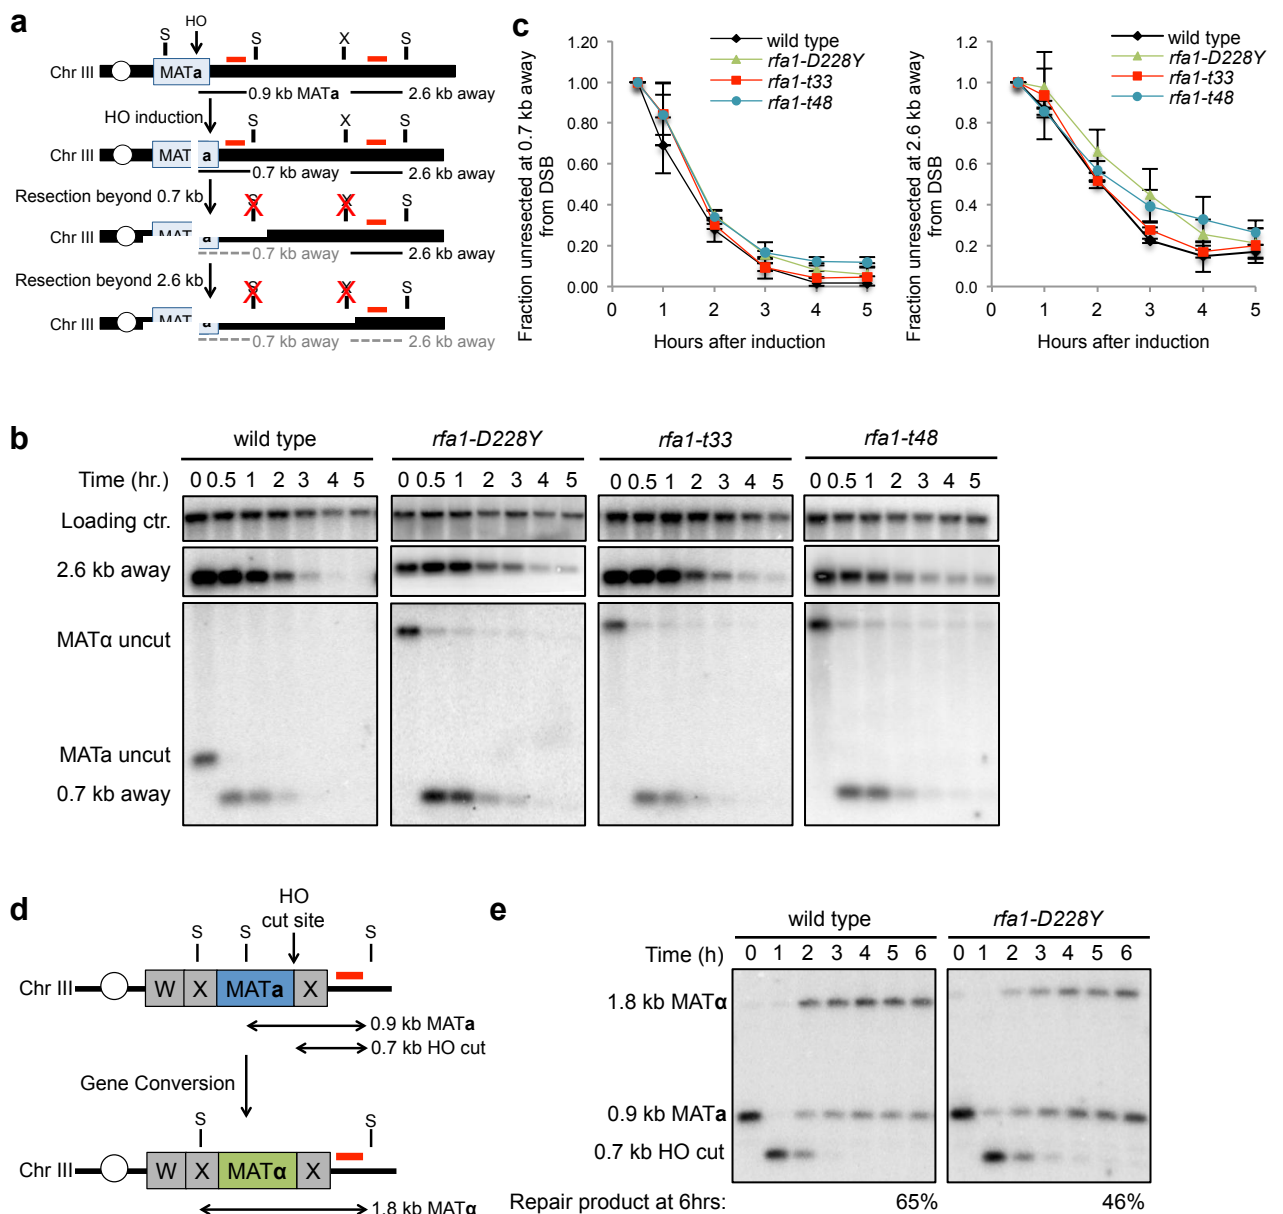 a
HO
S
S
X
S
Chr III
MATa
0.9 kb MATa
2.6 kb away
HO induction
S
X
S
Chr III
MAT
a
0.7 kb away
2.6 kb away
Resection beyond 0.7 kb
S
X
S
Chr III
MAT
a
0.7 kb away
2.6 kb away
Resection beyond 2.6 kb
S
X
S
Chr III
MAT
a
0.7 kb away
2.6 kb away
c
wild type
rfa1-D228Y
rfa1-t33
rfa1-t48
1.20
1.00
0.80
0.60
0.40
0.20
0.00
0 1 2 3 4 5
Fraction unresected at 0.7 kb away from DSB
Hours after induction
wild type
rfa1-D228Y
rfa1-t33
rfa1-t48
1.2
1.0
0.8
0.6
0.4
0.2
0.0
0 1 2 3 4 5
Fraction unresected at 2.6 kb away from DSB
Hours after induction
b
wild type
rfa1-D228Y
rfa1-t33
rfa1-t48
Time (hr.)
0 0.5 1 2 3 4 5
0 0.5 1 2 3 4 5
0 0.5 1 2 3 4 5
0 0.5 1 2 3 4 5
Loading ctr.
2.6 kb away
MATα uncut
MATa uncut
0.7 kb away
d
HO
cut site
S
S
S
Chr III
W
X
MATa
X
0.9 kb MATa
0.7 kb HO cut
Gene Conversion
S
S
Chr III
W
X
MATα
X
1.8 kb MATα
e
wild type
rfa1-D228Y
Time (h)
0 1 2 3 4 5 6
0 1 2 3 4 5 6
1.8 kb MATα
0.9 kb MATa
0.7 kb HO cut
Repair product at 6hrs:
65%
46%